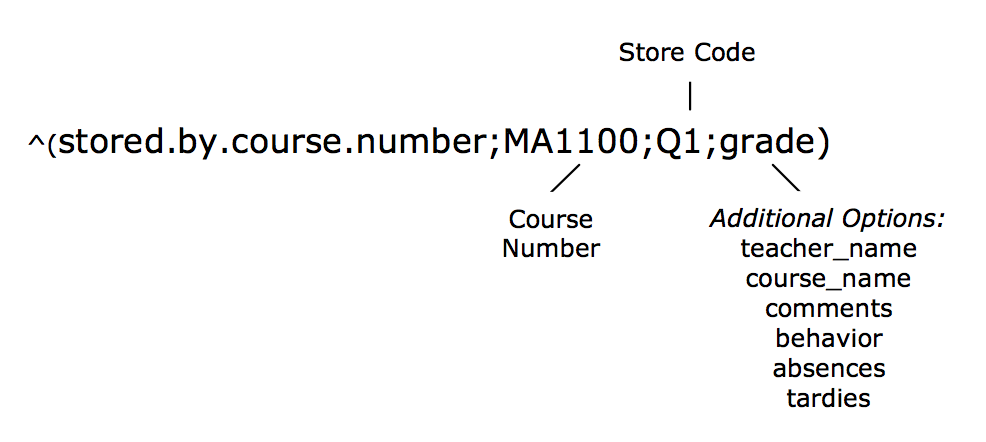 Store Code
^(stored.by.course.number;MA1100;Q1;grade)
Course
Number
Additional Options:
teacher_name
course_name
comments
behavior
absences
tardies